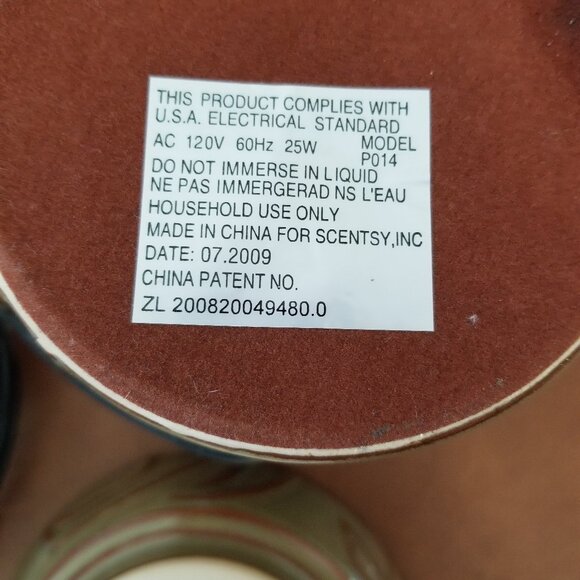 THIS PRODUCT COMPLIES WITH
U.S.A. ELECTRICAL STANDARD
AC 120V 60Hz 25W MODEL
P014
DO NOT IMMERSE IN LIQUID
NE PAS IMMERGERAD NS L'EAU
HOUSEHOLD USE ONLY
MADE IN CHINA FOR SCENTSY,INC
DATE: 07.2009
CHINA PATENT NO.
ZL 200820049480.0